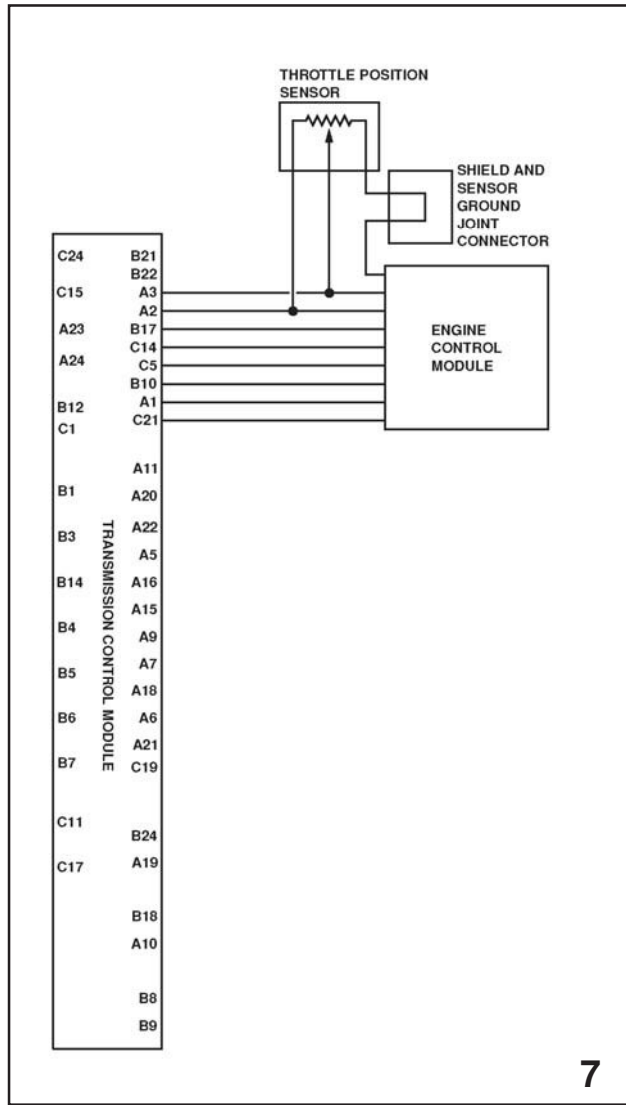 THROTTLE POSITION
SENSOR
SHIELD AND
SENSOR
GROUND
JOINT
CONNECTOR
ENGINE
CONTROL
MODULE
TRANSMISSION CONTROL MODULE
C24
C15
A23
A24
B12
C1
B1
B3
B14
B4
B5
B6
B7
C11
C17
B21
B22
A3
A2
B17
C14
C5
B10
A1
C21
A11
A20
A22
A5
A16
A15
A9
A7
A18
A6
A21
C19
B24
A19
B18
A10
B8
B9
7